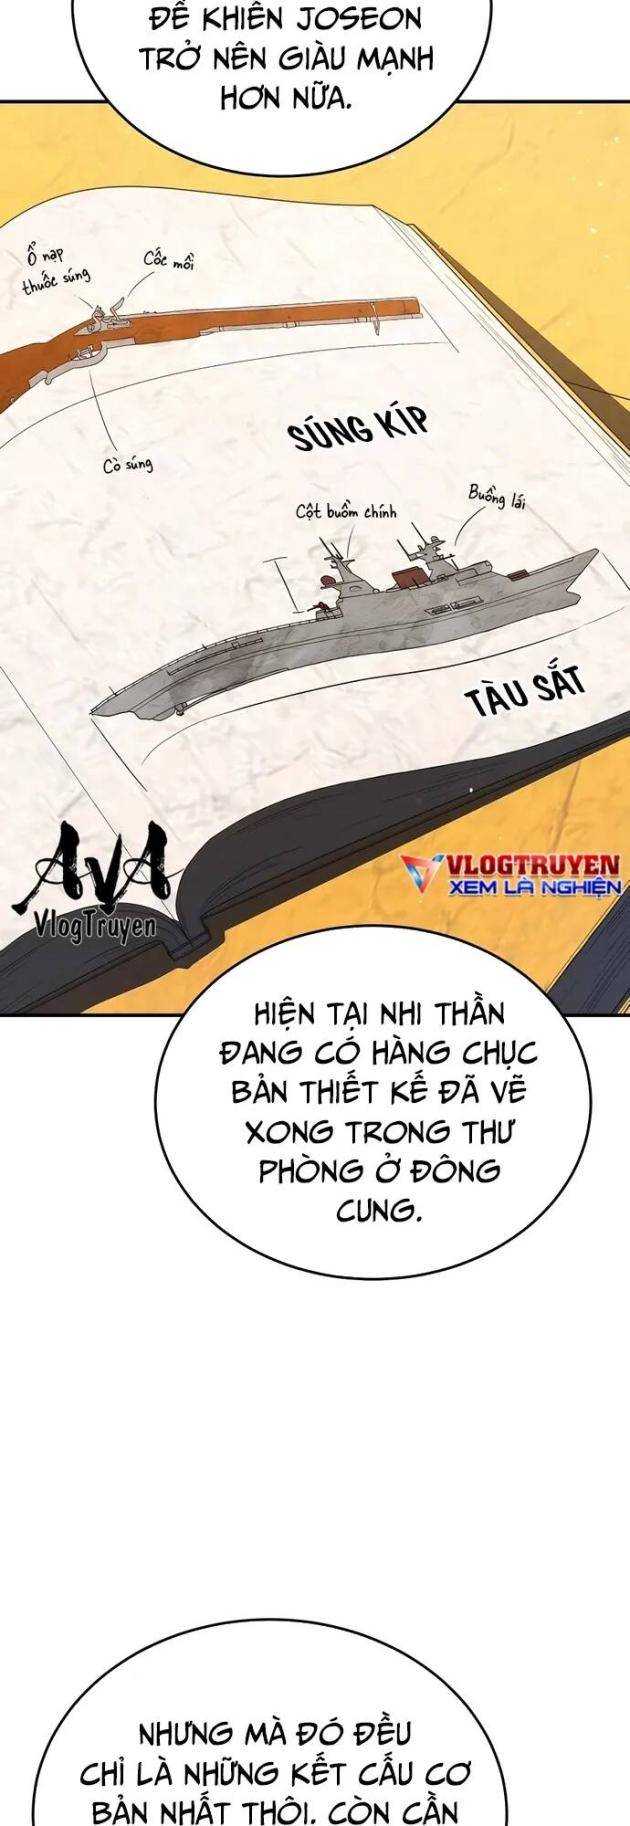 ĐỂ KHIẾN JOSEON
TRỞ NÊN GIÀU MẠNH
HƠN NỮA.
Ổ nạp
thuốc súng
Cốc mồi
SÚNG KÍP
Cò súng
Cột buồm chính
Buồng lái
TÀU SẮT
AVA
VlogTruyen
VLOGTRUYEN
XEM LÀ NGHIỆN
HIỆN TẠI NHI THẦN
ĐANG CÓ HÀNG CHỤC
BẢN THIẾT KẾ ĐÃ VẼ
XONG TRONG THƯ
PHÒNG Ở ĐÔNG
CUNG.
NHƯNG MÀ ĐÓ ĐỀU
CHỈ LÀ NHỮNG KẾT CẤU CƠ
BẢN NHẤT THÔI. CÒN CẦN